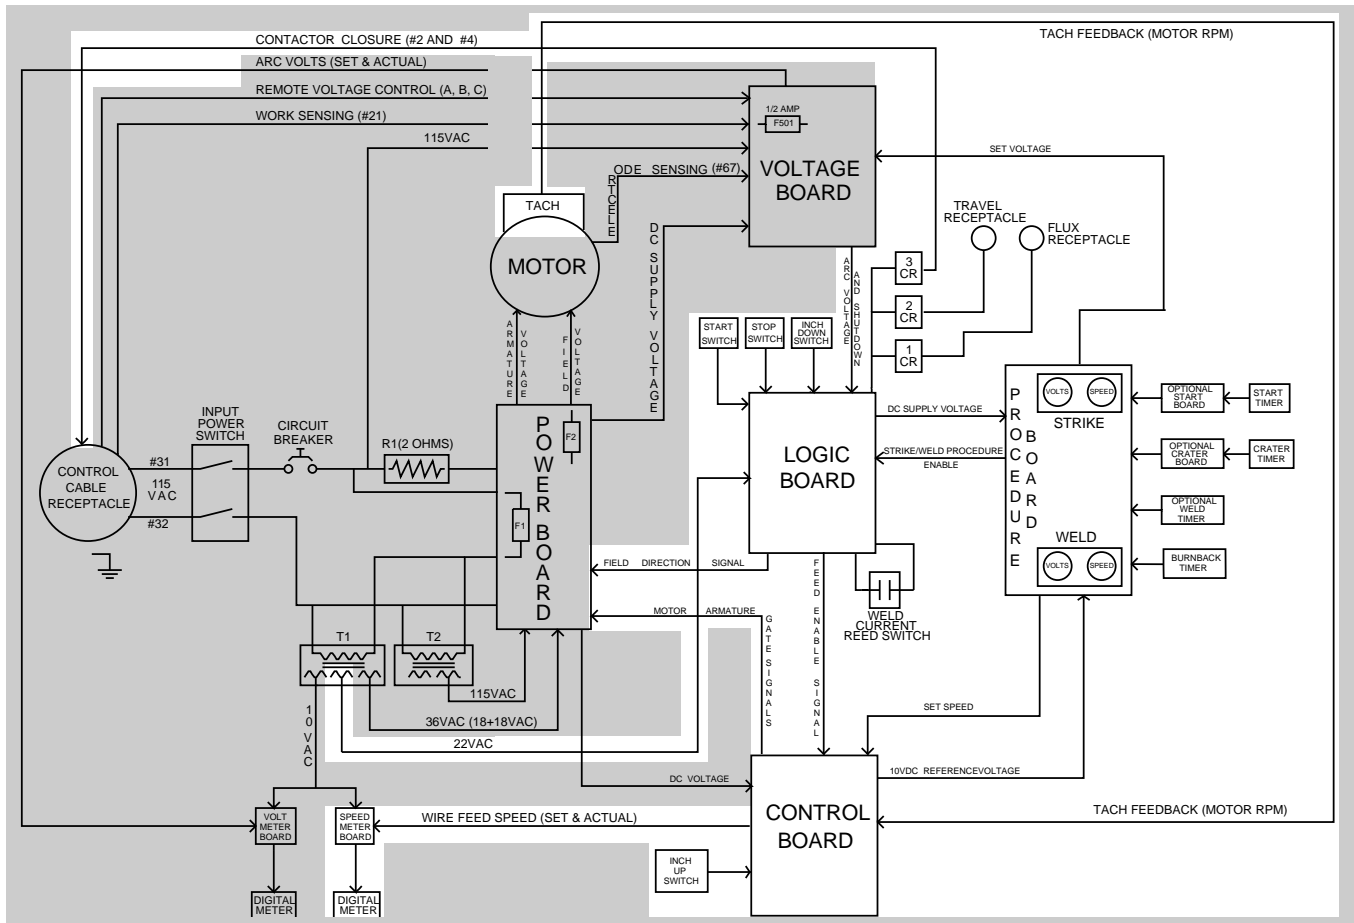 CONTACTOR CLOSURE (#2 AND #4)
TACH FEEDBACK (MOTOR RPM)
ARC VOLTS (SET & ACTUAL)
REMOTE VOLTAGE CONTROL (A, B, C)
WORK SENSING (#21)
115VAC
1/2 AMP
F501
VOLTAGE
BOARD
SET VOLTAGE
ODE SENSING (#67)
RTCELE
TACH
MOTOR
DC SUPPLY VOLTAGE
TRAVEL
RECEPTACLE
FLUX
RECEPTACLE
ARC VOLTAGE
AND SHUTDOWN
3
CR
2
CR
1
CR
START
SWITCH
STOP
SWITCH
INCH
DOWN
SWITCH
ARMATURE
VOLTAGE
FIELD
VOLTAGE
INPUT
POWER
SWITCH
CIRCUIT
BREAKER
R1(2 OHMS)
POWER BOARD
F2
F1
CONTROL
CABLE
RECEPTACLE
#31
115
VAC
#32
LOGIC
BOARD
DC SUPPLY VOLTAGE
STRIKE/WELD PROCEDURE
ENABLE
PROCEDURE
BOARD
VOLTS
SPEED
STRIKE
WELD
VOLTS
SPEED
OPTIONAL
START
BOARD
START
TIMER
OPTIONAL
CRATER
BOARD
CRATER
TIMER
OPTIONAL
WELD
TIMER
BURNBACK
TIMER
FIELD DIRECTION SIGNAL
MOTOR ARMATURE
GATE SIGNALS
FEED ENABLE SIGNAL
WELD
CURRENT
REED SWITCH
T1
T2
115VAC
36VAC (18+18VAC)
22VAC
10 VAC
SET SPEED
10VDC REFERENCEVOLTAGE
DC VOLTAGE
TACH FEEDBACK (MOTOR RPM)
CONTROL
BOARD
WIRE FEED SPEED (SET & ACTUAL)
VOLT
METER
BOARD
SPEED
METER
BOARD
INCH
UP
SWITCH
DIGITAL
METER
DIGITAL
METER